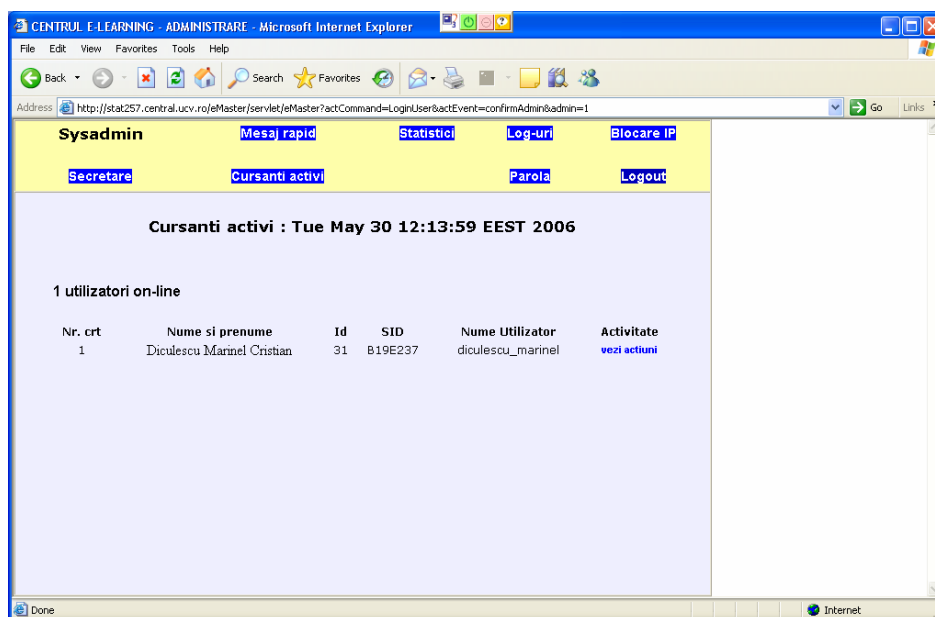 CENTRUL E-LEARNING - ADMINISTRARE - Microsoft Internet Explorer
File Edit View Favorites Tools Help
Back Search Favorites
Address http://stat257.central.ucv.ro/eMaster/servlet/eMaster?actCommand=LoginUser&actEvent=confirmAdmin&admin=1 Go Links
Sysadmin Mesaj rapid Statistici Log-uri Blocare IP
Secretare Cursanti activi Parola Logout
Cursanti activi : Tue May 30 12:13:59 EEST 2006
1 utilizatori on-line
Nr. crt Nume si prenume Id SID Nume Utilizator Activitate
1 Diculescu Marinel Cristian 31 B19E237 diculescu_marinel vezi actiuni
Done Internet